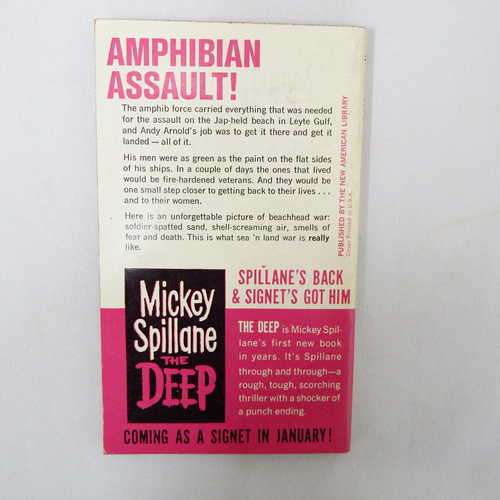 AMPHIBIAN
ASSAULT!
The amphib force carried everything that was needed
for the assault on the Jap-held beach in Leyte Gulf,
and Andy Arnold's job was to get it there and get it
landed — all of it.
His men were as green as the paint on the flat sides
of his ships. In a couple of days the ones that lived
would be fire-hardened veterans. And they would be
one small step closer to getting back to their lives . . .
and to their women.
Here is an unforgettable picture of beachhead war:
soldier-spatted sand, shell-screaming air, smells of
fear and death. This is what sea 'n land war is really
like.
PUBLISHED BY THE NEW AMERICAN LIBRARY
Cover Printed in U.S.A.
Mickey
Spillane
THE
DEEP
SPILLANE'S BACK
& SIGNET'S GOT HIM
THE DEEP is Mickey Spil-
lane's first new book
in years. It's Spillane
through and through—a
rough, tough, scorching
thriller with a shocker of
a punch ending.
COMING AS A SIGNET IN JANUARY!